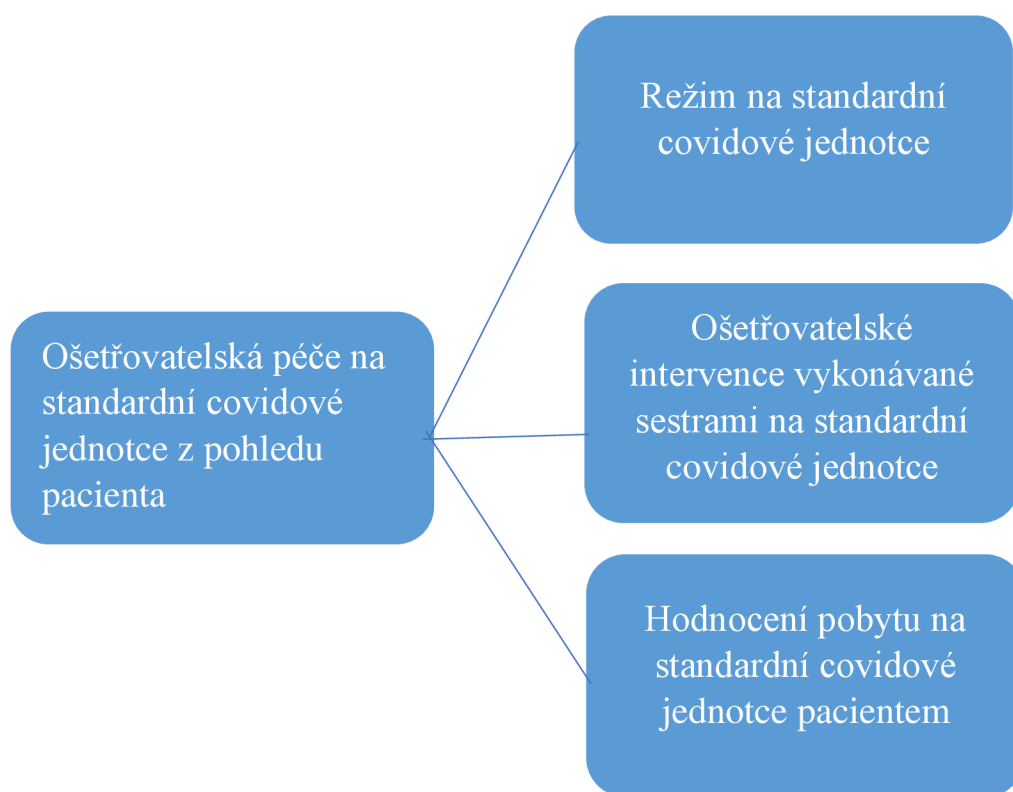 Ošetřovatelská péče na
standardní covidové
jednotce z pohledu
pacienta
Režim na standardní
covidové jednotce
Ošetřovatelské
intervence vykonávané
sestrami na standardní
covidové jednotce
Hodnocení pobytu na
standardní covidové
jednotce pacientem